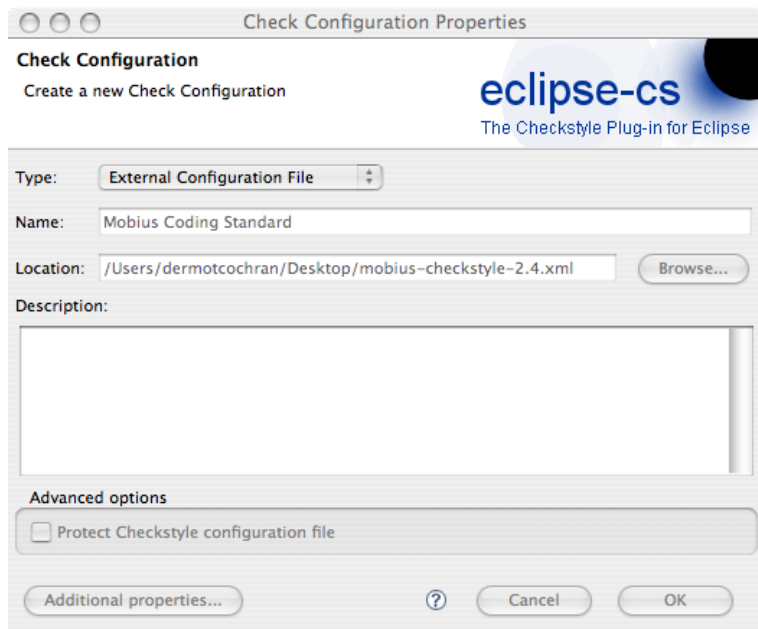 Check Configuration Properties
Check Configuration
Create a new Check Configuration
eclipse-cs
The Checkstyle Plug-in for Eclipse
Type: External Configuration File
Name: Mobius Coding Standard
Location: /Users/dermotcochran/Desktop/mobius-checkstyle-2.4.xml Browse...
Description:
Advanced options
Protect Checkstyle configuration file
Additional properties... ? Cancel OK